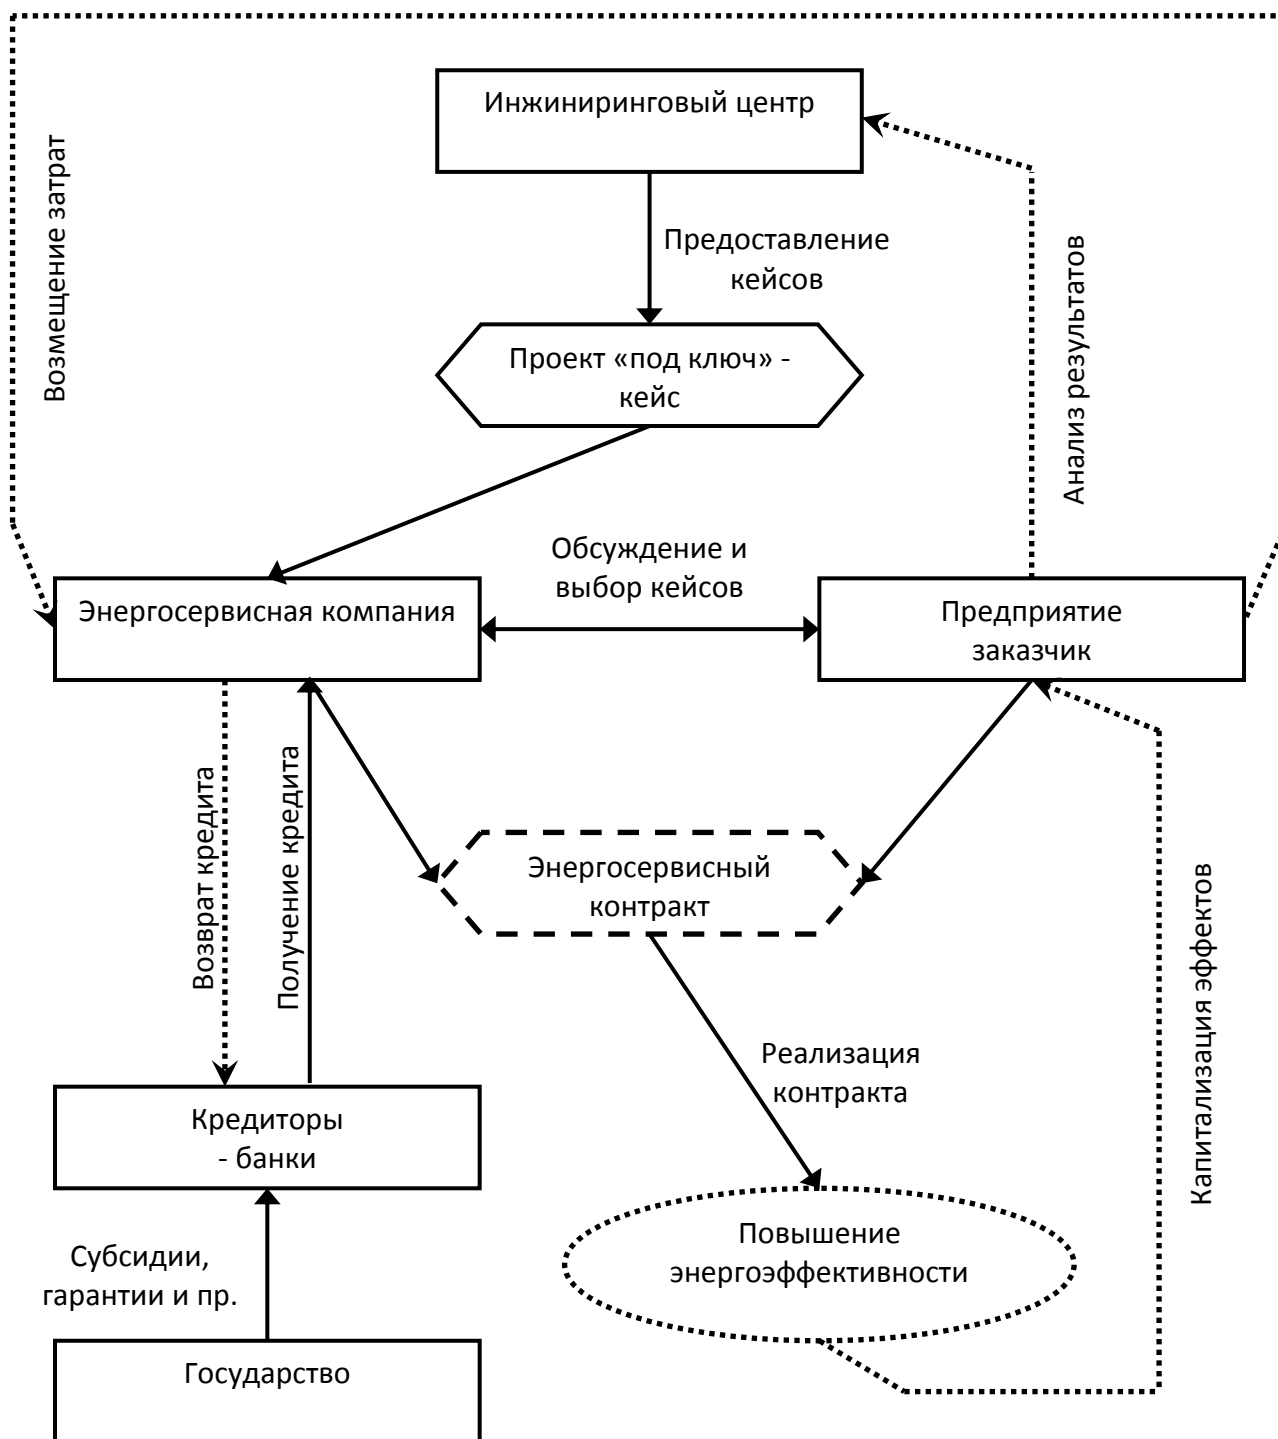 Инжиниринговый центр
Возмещение затрат
Предоставление
кейсов
Анализ результатов
Проект «под ключ» -
кейс
Обсуждение и
выбор кейсов
Энергосервисная компания
Предприятие
заказчик
Возврат кредита
Получение кредита
Энергосервисный
контракт
Капитализация эффектов
Реализация
контракта
Кредиторы
- банки
Повышение
энергоэффективности
Субсидии,
гарантии и пр.
Государство